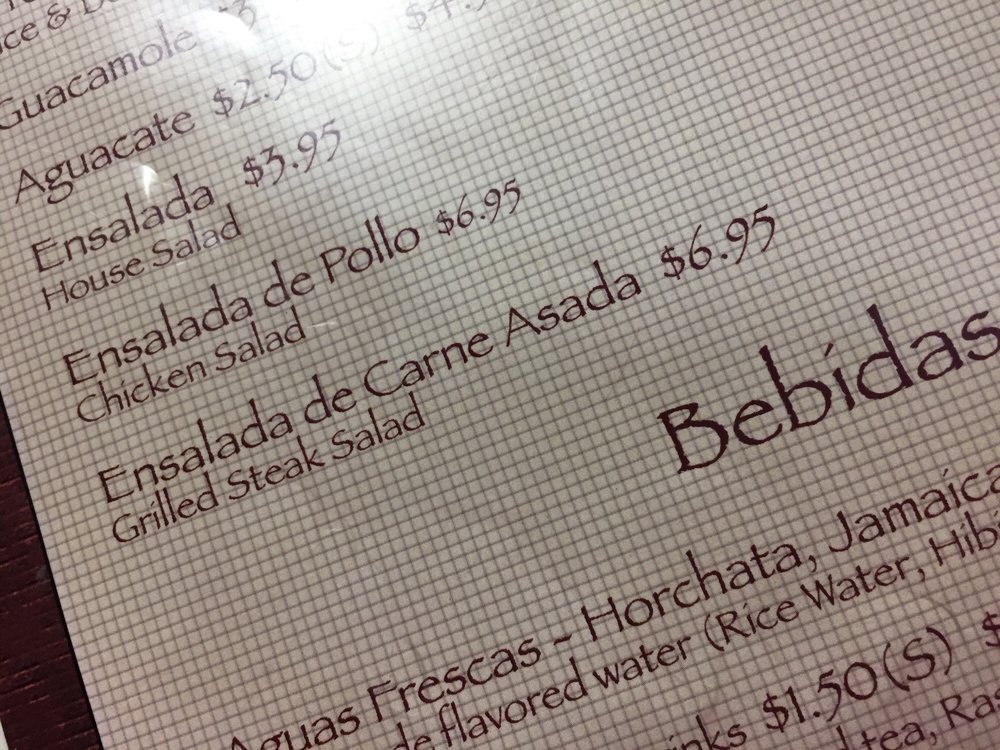 Guacamole
Aguacate $2.50(S)
Ensalada $3.95
House Salad
Ensalada de Pollo $6.95
Chicken Salad
Ensalada de Carne Asada $6.95
Grilled Steak Salad
Bebidas
Aguas Frescas ~ Horchata, Jamaica
flavored water (Rice Water,
$1.50(S) $
tea,